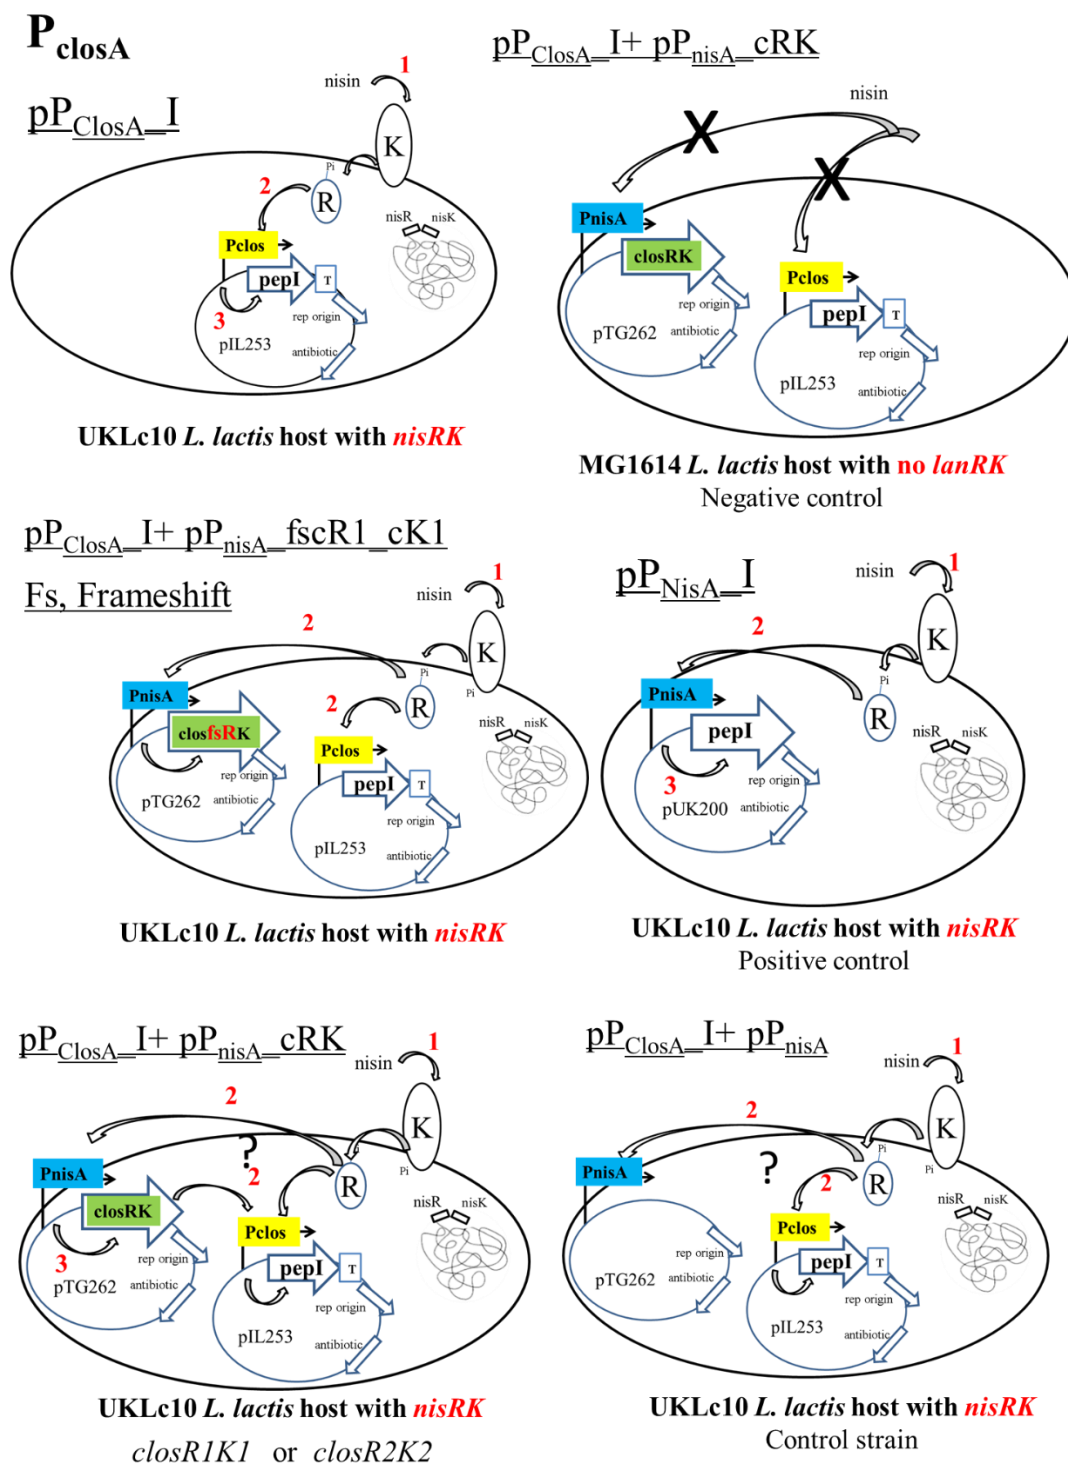 PclosA
pPClosA_I
nisin
1
K
Pi
R
2
nisR nisK
Pclos
pepI
T
3
pIL253
rep origin
antibiotic
UKLc10 L. lactis host with nisRK
pPClosA_I+ pPnisA_cRK
nisin
X
X
PnisA
closRK
pTG262
rep origin
antibiotic
Pclos
pepI
T
pIL253
rep origin
antibiotic
MG1614 L. lactis host with no lanRK
Negative control
pPClosA_I+ pPnisA_fscR1_cK1
Fs, Frameshift
nisin
1
2
K
Pi
Pi
R
2
PnisA
closfsRK
pTG262
rep origin
antibiotic
Pclos
pepI
T
pIL253
rep origin
antibiotic
nisR nisK
UKLc10 L. lactis host with nisRK
pPNisA_I
nisin
1
2
K
Pi
R
PnisA
pepI
3
pUK200
rep origin
antibiotic
nisR nisK
UKLc10 L. lactis host with nisRK
Positive control
pPClosA_I+ pPnisA_cRK
nisin
1
2
K
Pi
R
?
2
PnisA
closRK
3
pTG262
rep origin
antibiotic
Pclos
pepI
T
pIL253
rep origin
antibiotic
nisR nisK
UKLc10 L. lactis host with nisRK
closR1K1 or closR2K2
pPClosA_I+ pPnisA
nisin
1
2
K
Pi
Pi
R
?
2
PnisA
pTG262
rep origin
antibiotic
Pclos
pepI
T
pIL253
rep origin
antibiotic
nisR nisK
UKLc10 L. lactis host with nisRK
Control strain